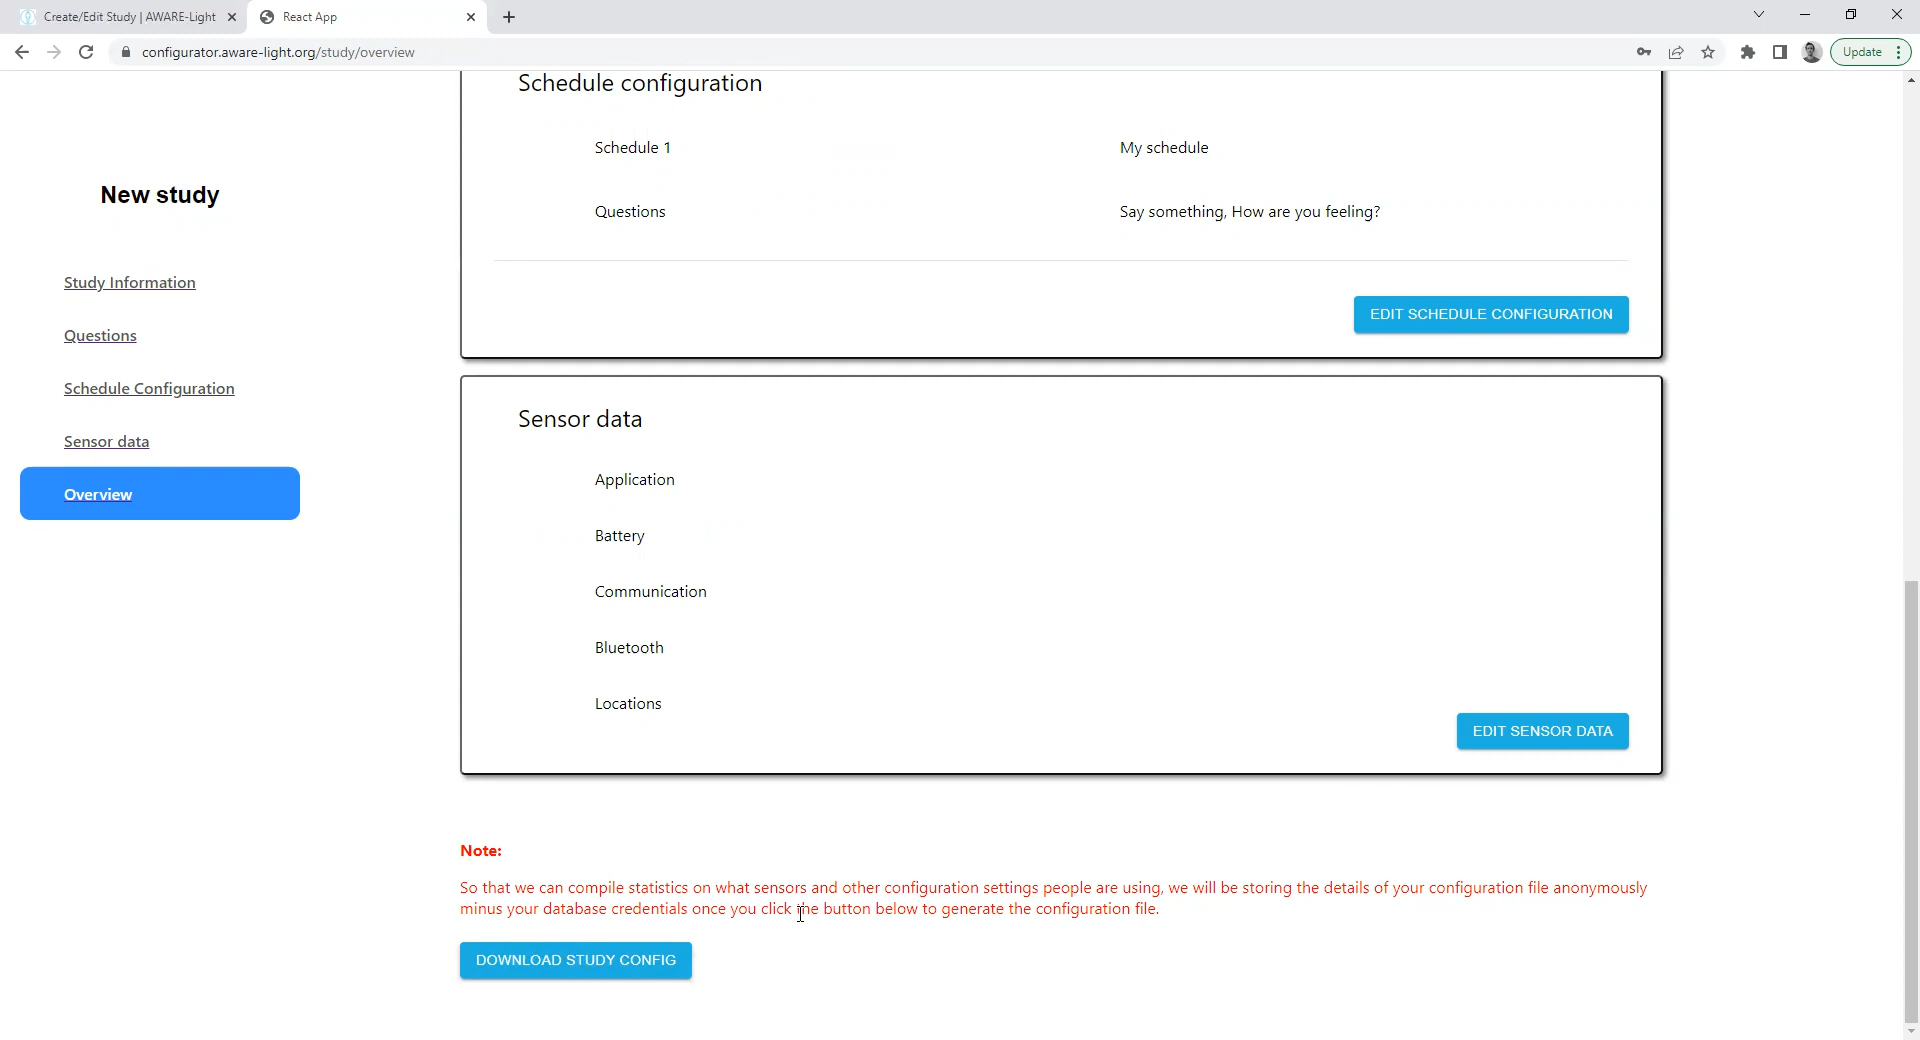 Create/Edit Study | AWARE-Light
React App
configurator.aware-light.org/study/overview
Update
New study
Study Information
Questions
Schedule Configuration
Sensor data
Overview
Schedule configuration
Schedule 1
My schedule
Questions
Say something, How are you feeling?
EDIT SCHEDULE CONFIGURATION
Sensor data
Application
Battery
Communication
Bluetooth
Locations
EDIT SENSOR DATA
Note:
So that we can compile statistics on what sensors and other configuration settings people are using, we will be storing the details of your configuration file anonymously
minus your database credentials once you click the button below to generate the configuration file.
DOWNLOAD STUDY CONFIG